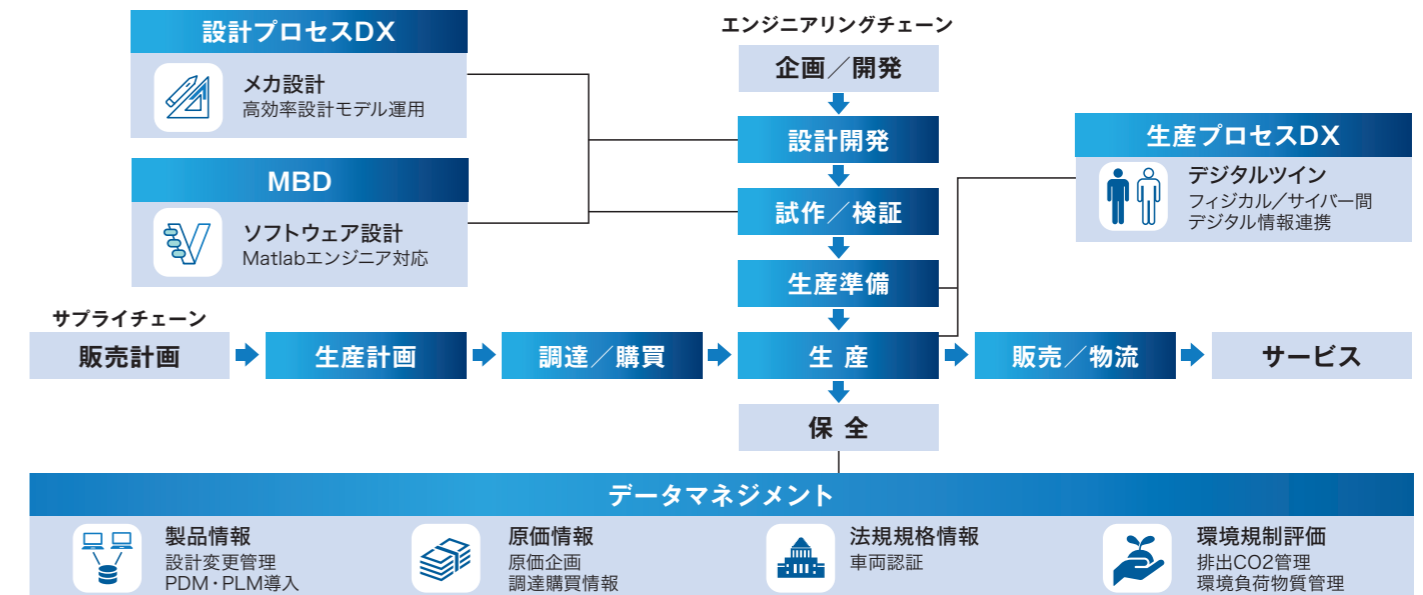 設計プロセスDX
メカ設計
高効率設計モデル運用
MBD
ソフトウェア設計
Matlabエンジニア対応
エンジニアリングチェーン
企画／開発
設計開発
試作／検証
生産準備
生産プロセスDX
デジタルツイン
フィジカル／サイバー間
デジタル情報連携
サプライチェーン
販売計画
生産計画
調達／購買
生 産
販売／物流
サービス
保 全
データマネジメント
製品情報
設計変更管理
PDM・PLM導入
原価情報
原価企画
調達購買情報
法規規格情報
車両認証
環境規制評価
排出CO2管理
環境負荷物質管理